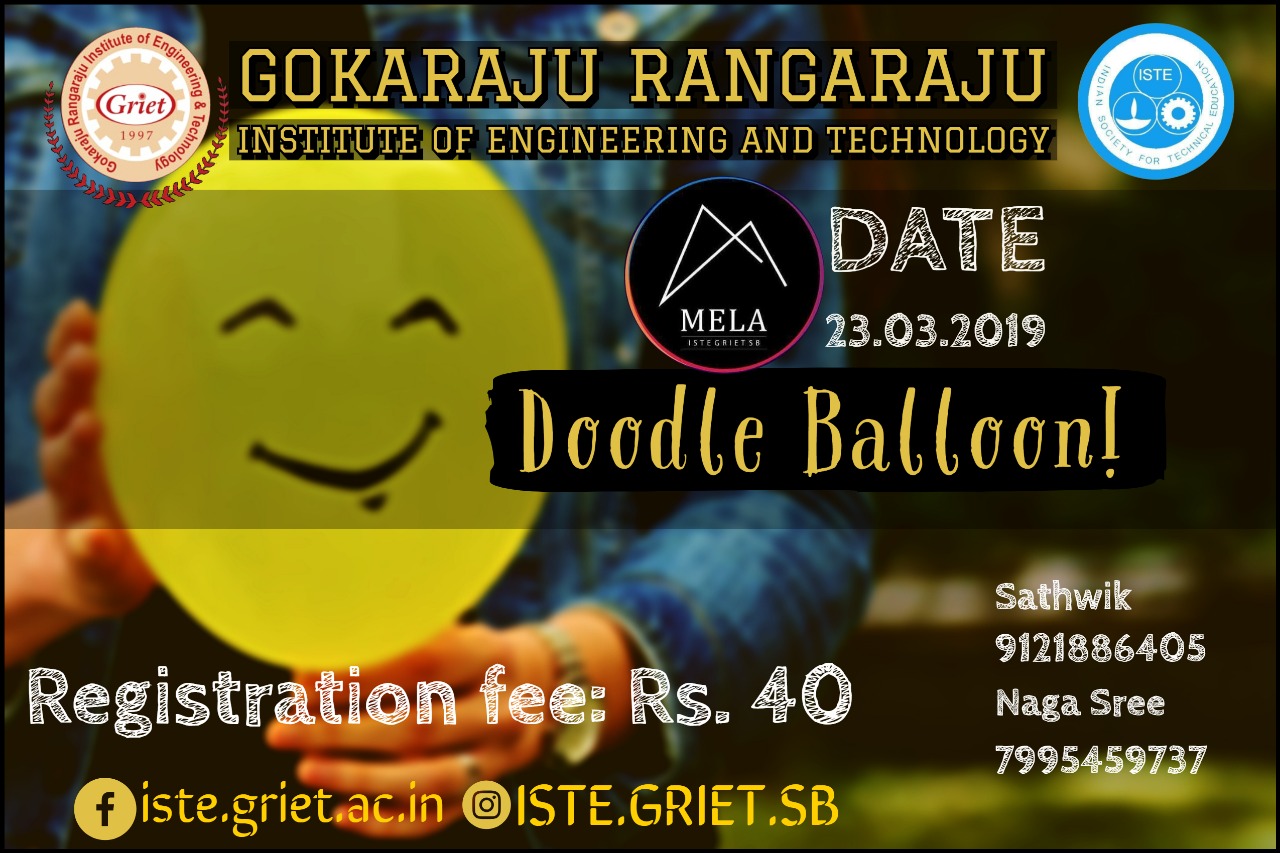 Gokaraju Rangaraju Institute of Engineering & Technology
Griet
1997
GOKARAJU RANGARAJU
INSTITUTE OF ENGINEERING AND TECHNOLOGY
ISTE
INDIAN SOCIETY FOR TECHNICAL EDUCATION
MELA
ISTEGRIETSB
DATE
23.03.2019
Doodle Balloon!
Sathwik
9121886405
Naga Sree
7995459737
Registration fee: Rs. 40
iste.griet.ac.in ISTE.GRIET.SB